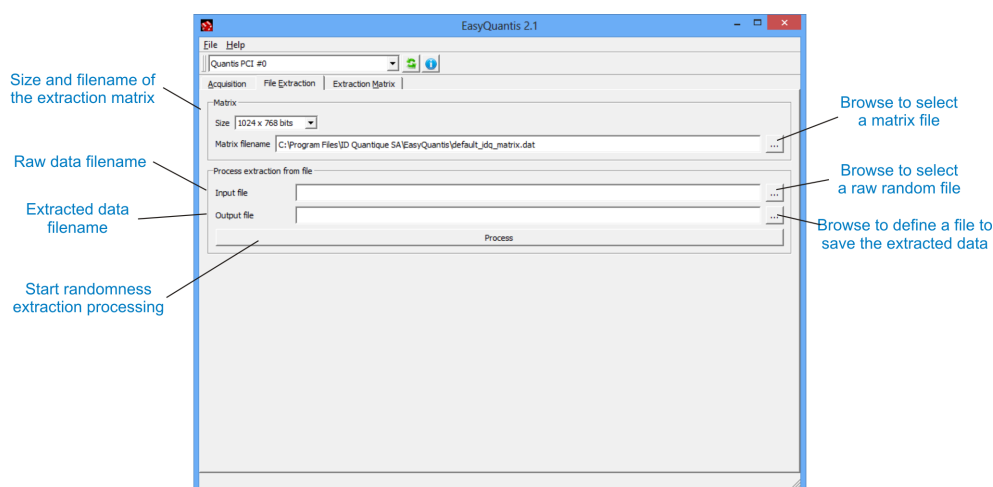 EasyQuantis 2.1
File Help
Quantis PCI #0
Acquisition File Extraction Extraction Matrix
Size and filename of
the extraction matrix
Matrix
Size 1024 x 768 bits
Matrix filename C:\Program Files\ID Quantique SA\EasyQuantis\default_idq_matrix.dat ...
Browse to select
a matrix file
Raw data filename
Process extraction from file
Input file ...
Browse to select
a raw random file
Extracted data
filename
Output file ...
Browse to define a file to
save the extracted data
Process
Start randomness
extraction processing